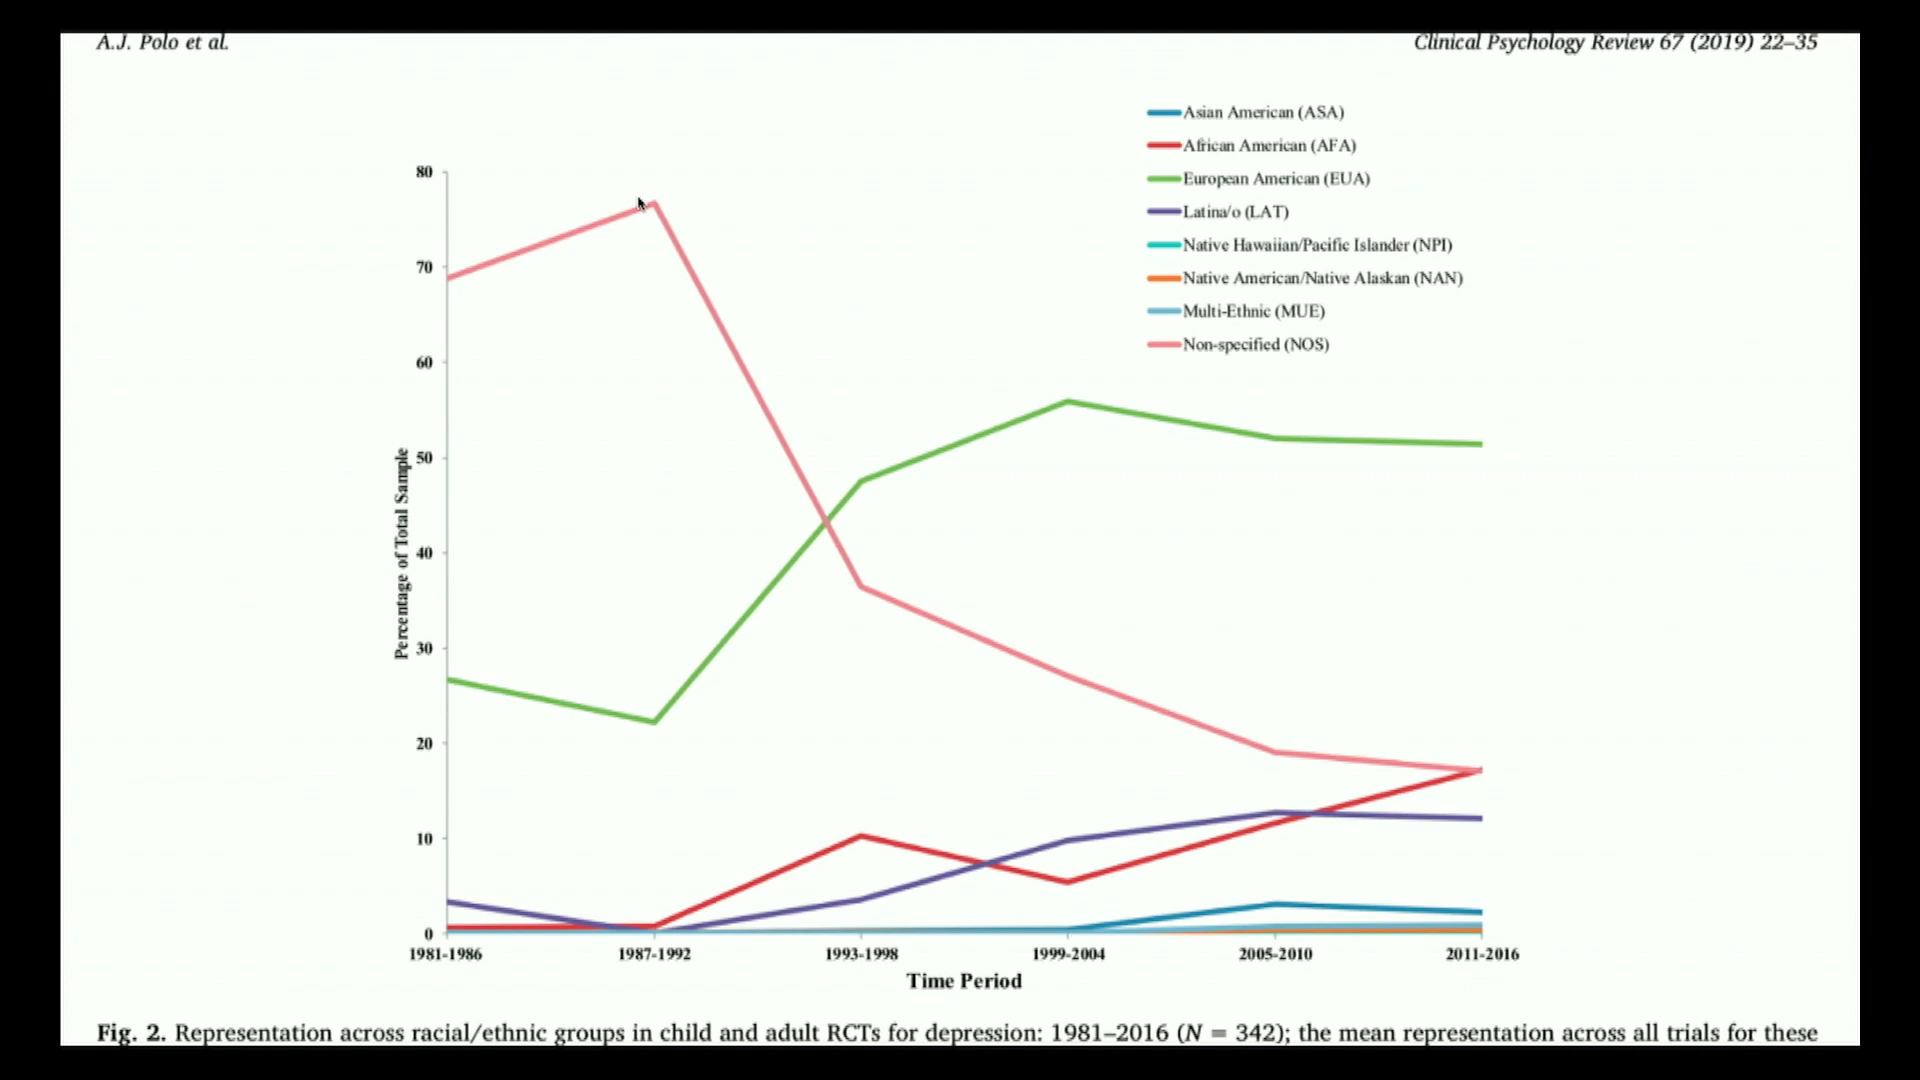 A.J. Polo et al.
Clinical Psychology Review 67 (2019) 22–35
Asian American (ASA)
African American (AFA)
European American (EUA)
Latina/o (LAT)
Native Hawaiian/Pacific Islander (NPI)
Native American/Native Alaskan (NAN)
Multi-Ethnic (MUE)
Non-specified (NOS)
80
70
60
50
40
30
20
10
0
Percentage of Total Sample
1981-1986
1987-1992
1993-1998
1999-2004
2005-2010
2011-2016
Time Period
Fig. 2. Representation across racial/ethnic groups in child and adult RCTs for depression: 1981–2016 (N = 342); the mean representation across all trials for these